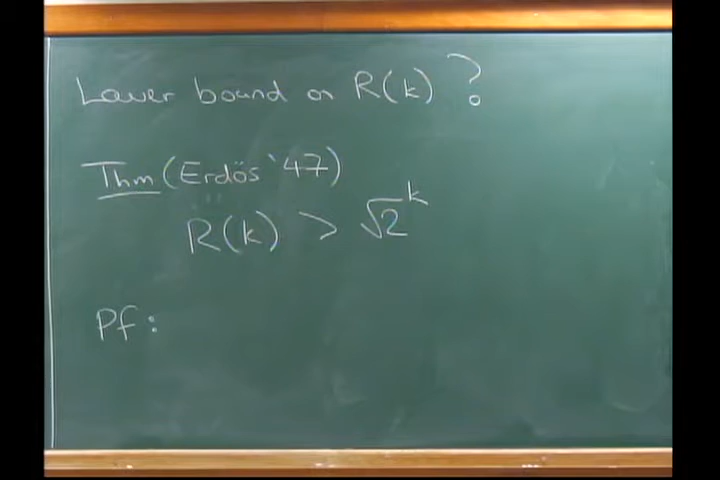 Lower bound on R(k)?
Thm (Erdös '47)
R(k) > √2^k
Pf: